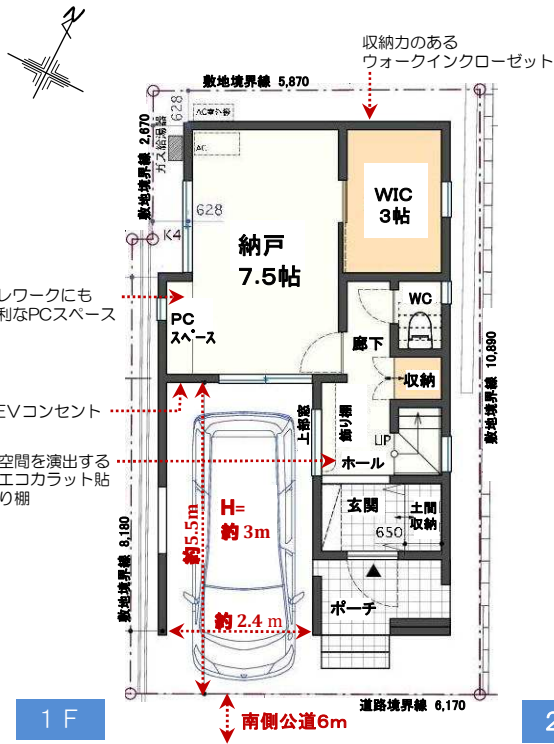 N
収納力のある
ウォークインクローゼット
敷地境界線 5,870
628
AC室外機
敷地境界線 2,670
ガス給湯器
AC
628
K4
WIC
3帖
納戸
7.5帖
レワークにも
利なPCスペース
PC
スペース
WC
廊下
収納
敷地境界線 10,890
EVコンセント
上部窓
飾り棚
UP
ホール
空間を演出する
エコカラット貼
り棚
H=
約3m
約5.5m
玄関
土間
収納
650
敷地境界線 8,180
約2.4 m
ポーチ
道路境界線 6,170
1F
南側公道6m
2